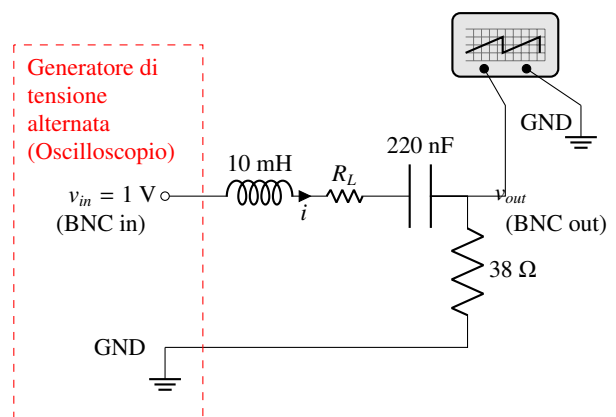 Generatore di
tensione
alternata
(Oscilloscopio)
GND
10 mH
R_L
220 nF
v_in = 1 V
(BNC in)
i
v_out
(BNC out)
38 Ω
GND